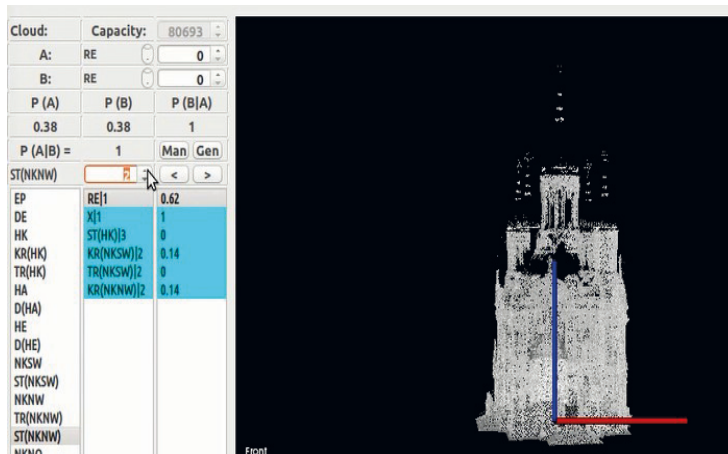 Cloud: Capacity: 80693
A: RE 0
B: RE 0
P (A) P (B) P (B|A)
0.38 0.38 1
P (A|B) = 1 Man Gen
ST(NKNW) 2 < >
EP RE|1 0.62
DE X|1 1
HK ST(HK)|3 0
KR(HK) KR(NKSW)|2 0.14
TR(HK) TR(NKSW)|2 0
HA KR(NKNW)|2 0.14
D(HA)
HE
D(HE)
NKSW
ST(NKSW)
NKNW
TR(NKNW)
ST(NKNW)
NKNO
Front